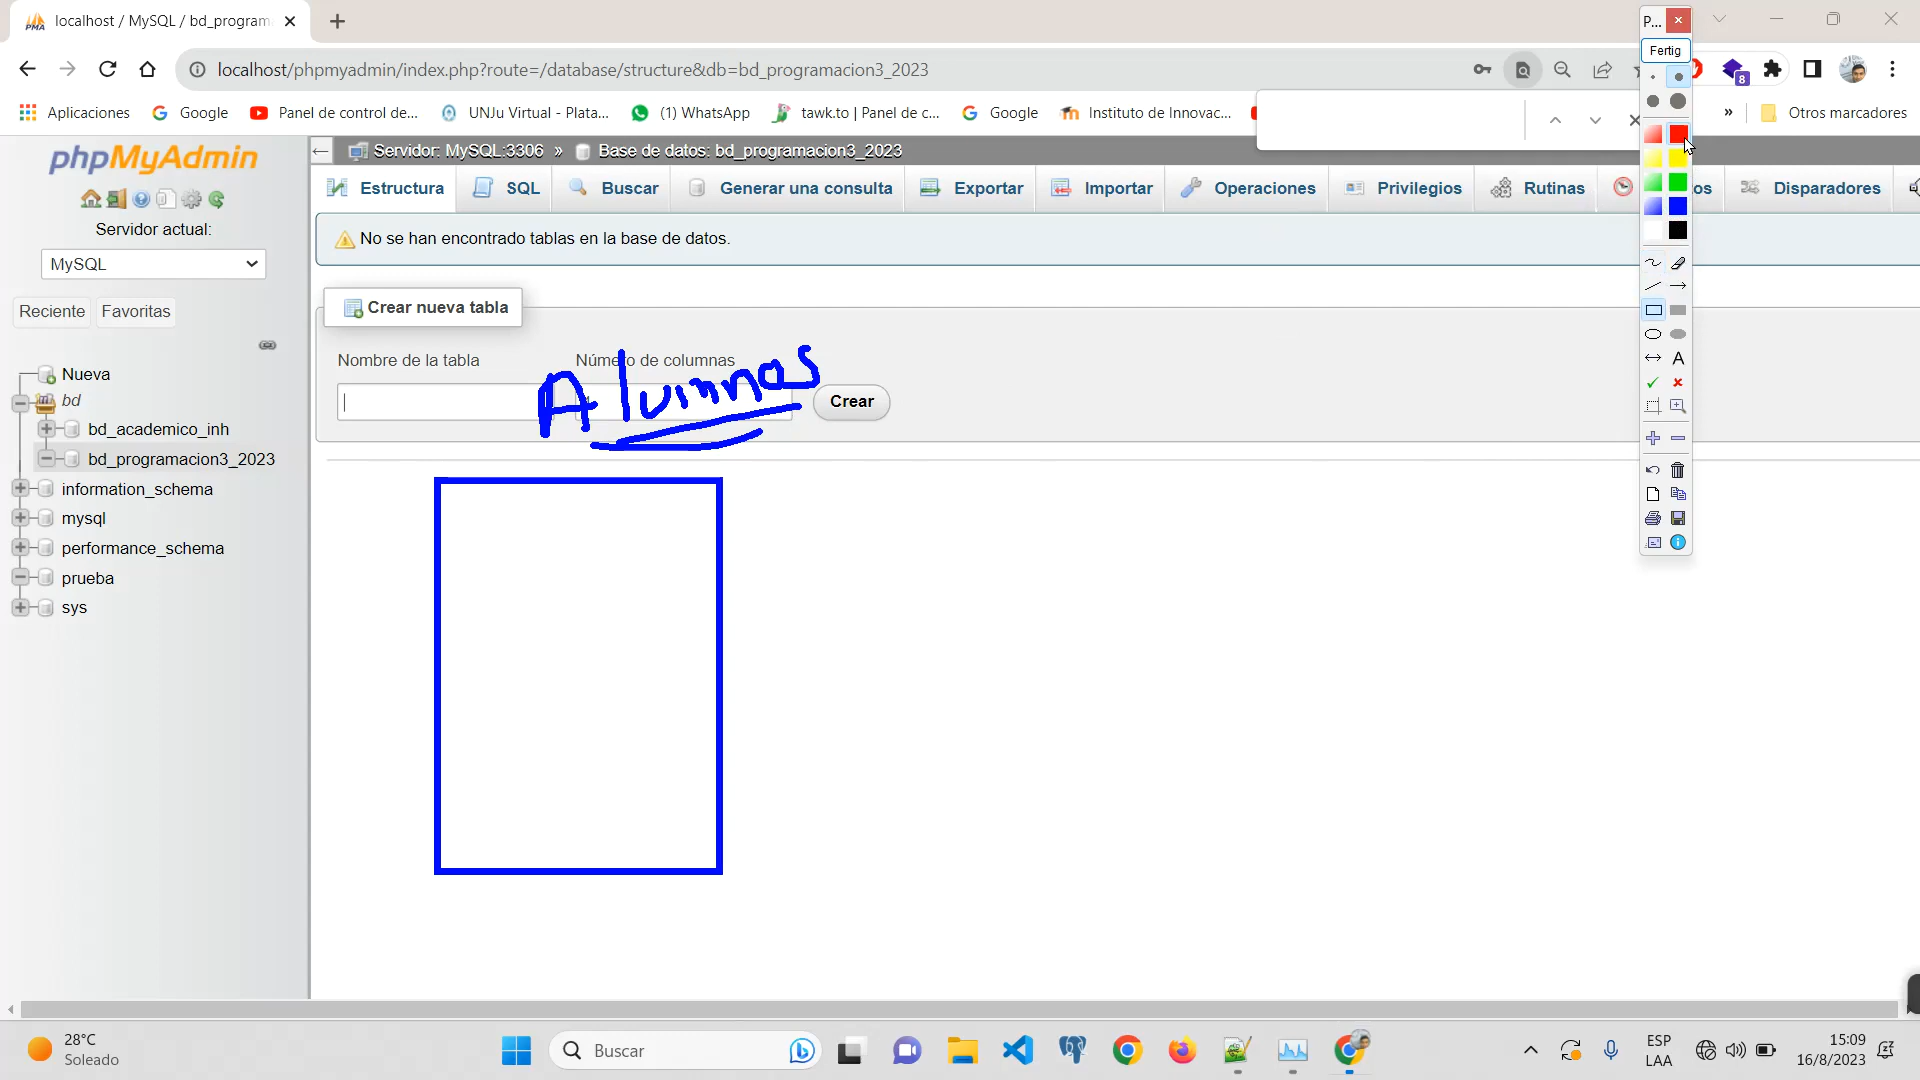 localhost / MySQL / bd_program
P...
Fertig
localhost/phpmyadmin/index.php?route=/database/structure&db=bd_programacion3_2023
8
Aplicaciones
Google
Panel de control de...
UNJu Virtual - Plata...
(1) WhatsApp
tawk.to | Panel de c...
Google
Instituto de Innovac...
»
Otros marcadores
phpMyAdmin
Servidor: MySQL:3306 » Base de datos: bd_programacion3_2023
Estructura
SQL
Buscar
Generar una consulta
Exportar
Importar
Operaciones
Privilegios
Rutinas
os
Disparadores
Servidor actual:
MySQL
No se han encontrado tablas en la base de datos.
Reciente
Favoritas
Crear nueva tabla
Nombre de la tabla
Número de columnas
Alumnos
Crear
Nueva
bd
bd_academico_inh
bd_programacion3_2023
information_schema
mysql
performance_schema
prueba
sys
A
28°C
Soleado
Buscar
ESP
LAA
15:09
16/8/2023